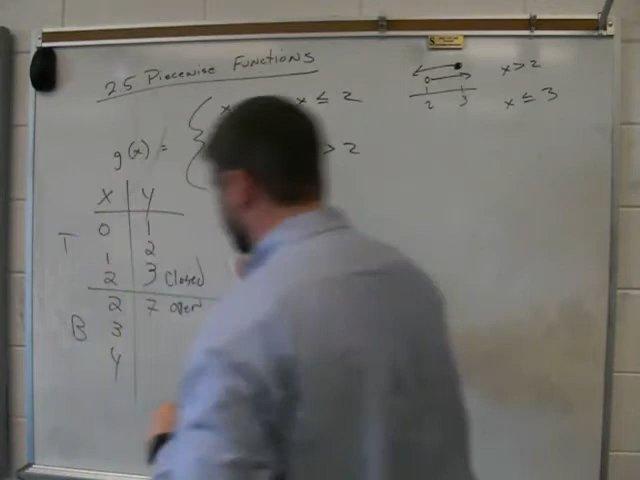 2.5 Piecewise Functions
x > 2
2 3
x ≤ 3
x x ≤ 2
g(x) = { > 2
x y
0 1
T 1 2
2 3 closed
2 7 open
B 3
4